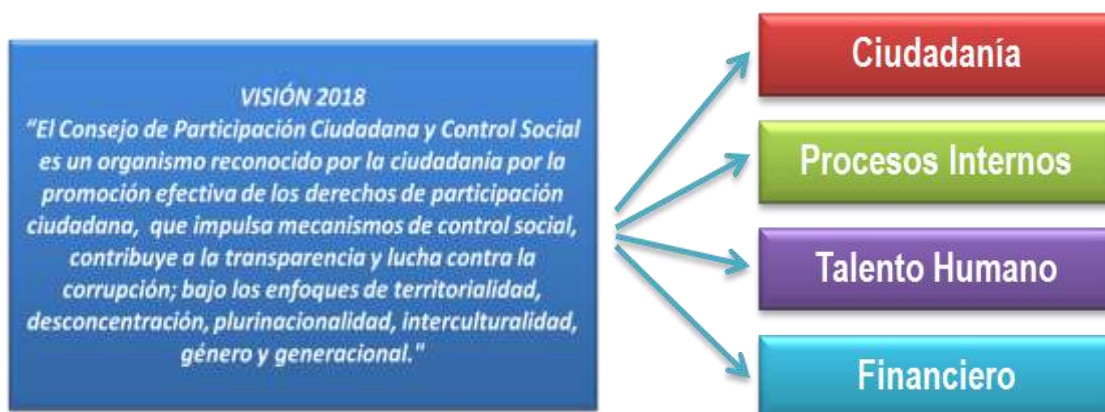 VISIÓN 2018
“El Consejo de Participación Ciudadana y Control Social
es un organismo reconocido por la ciudadanía por la
promoción efectiva de los derechos de participación
ciudadana, que impulsa mecanismos de control social,
contribuye a la transparencia y lucha contra la
corrupción; bajo los enfoques de territorialidad,
desconcentración, plurinacionalidad, interculturalidad,
género y generacional."
Ciudadanía
Procesos Internos
Talento Humano
Financiero